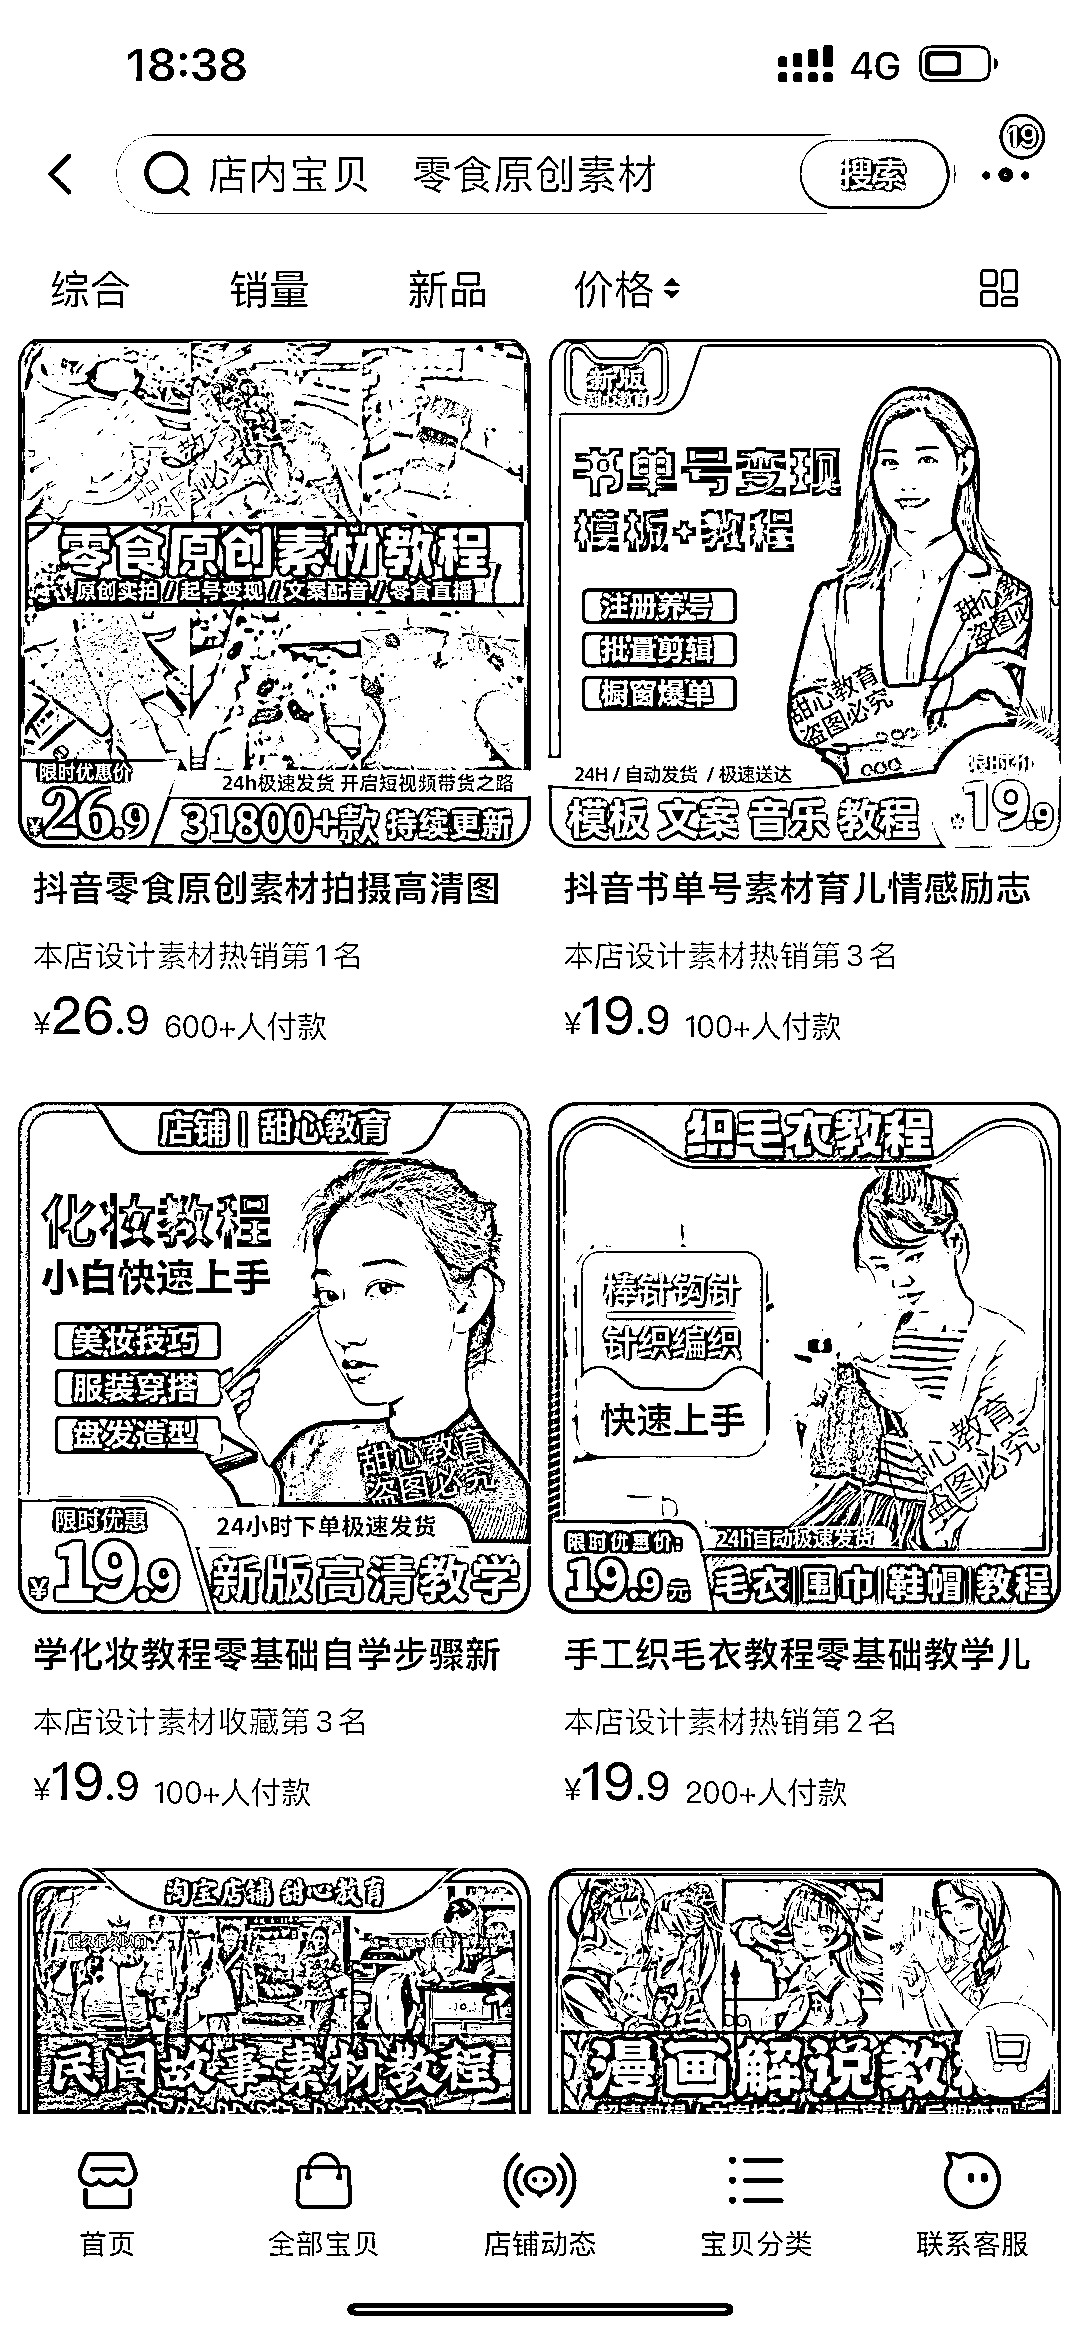 18:38
4G
19
店内宝贝 零食原创素材
搜索
综合 销量 新品 价格
零食原创素材教程
原创实拍 / 起号变现 / 文案配音 / 零食直播
限时优惠价
¥26.9
24h极速发货 开启短视频带货之路
31800+款 持续更新
抖音零食原创素材拍摄高清图
本店设计素材热销第1名
¥26.9 600+人付款
新版
甜心教育
书单号变现
模板+教程
注册养号
批量剪辑
橱窗爆单
甜心教
盗图必
甜心教育
盗图必究
24H / 自动发货 / 极速送达
模板 文案 音乐 教程
限时价
¥19.9
抖音书单号素材育儿情感励志
本店设计素材热销第3名
¥19.9 100+人付款
店铺 | 甜心教育
化妆教程
小白快速上手
美妆技巧
服装穿搭
盘发造型
甜心教育
盗图必究
限时优惠
¥19.9
24小时下单极速发货
新版高清教学
学化妆教程零基础自学步骤新
本店设计素材收藏第3名
¥19.9 100+人付款
织毛衣教程
棒针钩针
针织编织
快速上手
心教育
盗图必究
限时优惠价:
19.9元
24h自动极速发货
毛衣|围巾|鞋帽|教程
手工织毛衣教程零基础教学儿
本店设计素材热销第2名
¥19.9 200+人付款
淘宝店铺 甜心教育
民间故事素材教程
漫画解说教
首页 全部宝贝 店铺动态 宝贝分类 联系客服